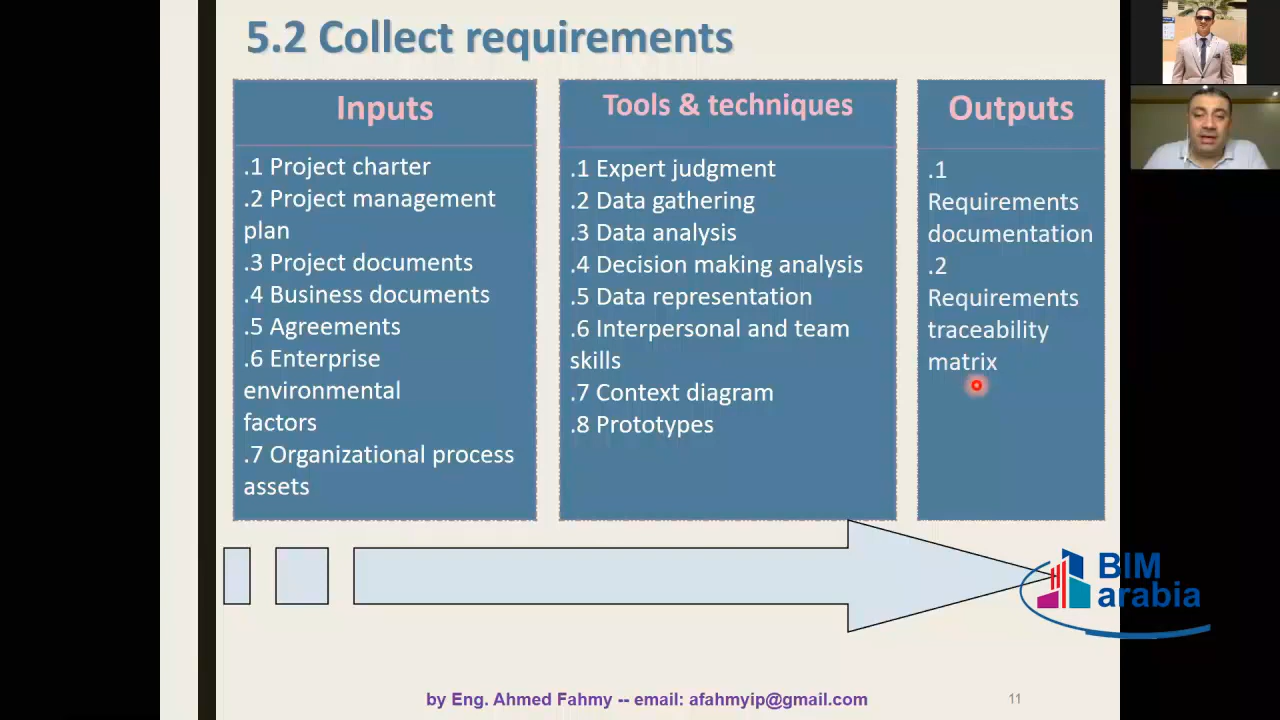 5.2 Collect requirements
Inputs
.1 Project charter
.2 Project management
plan
.3 Project documents
.4 Business documents
.5 Agreements
.6 Enterprise
environmental
factors
.7 Organizational process
assets
Tools & techniques
.1 Expert judgment
.2 Data gathering
.3 Data analysis
.4 Decision making analysis
.5 Data representation
.6 Interpersonal and team
skills
.7 Context diagram
.8 Prototypes
Outputs
.1
Requirements
documentation
.2
Requirements
traceability
matrix
BIM
arabia
by Eng. Ahmed Fahmy -- email: afahmyip@gmail.com
11